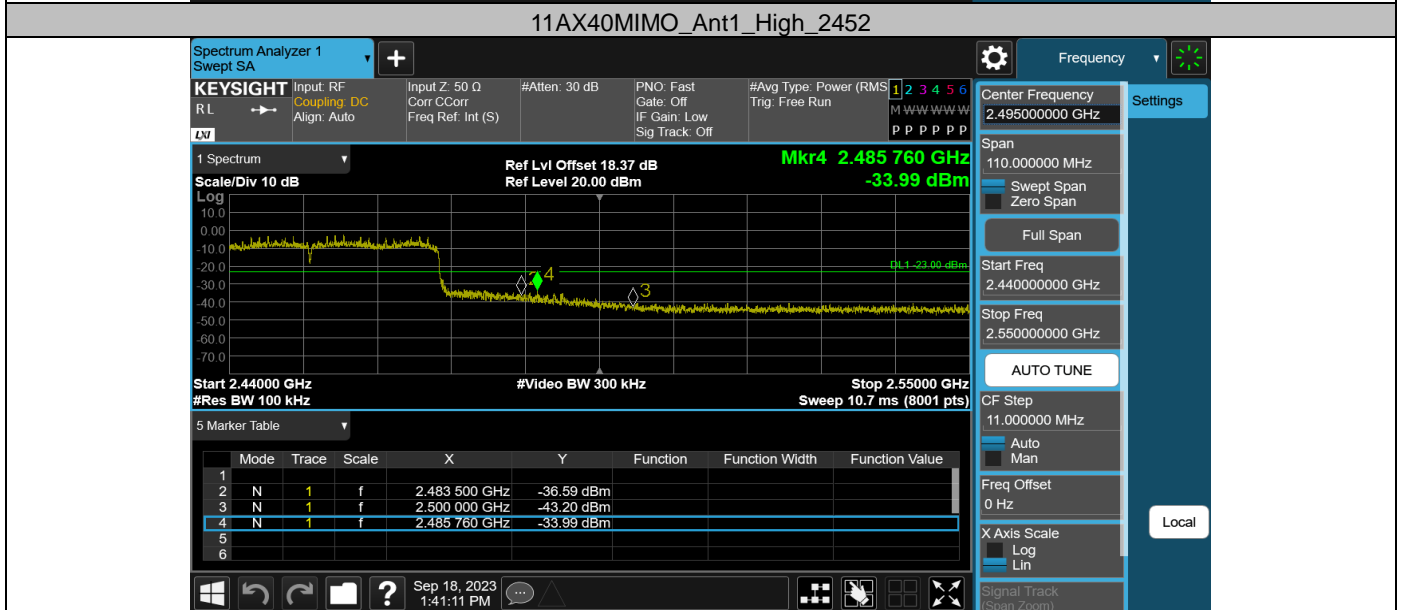 11AX40MIMO_Ant1_High_2452
Spectrum Analyzer 1
Swept SA
+
Frequency
KEYSIGHT
RL
LXI
Input: RF
Coupling: DC
Align: Auto
Input Z: 50 Ω
Corr CCorr
Freq Ref: Int (S)
#Atten: 30 dB
PNO: Fast
Gate: Off
IF Gain: Low
Sig Track: Off
#Avg Type: Power (RMS
Trig: Free Run
1 2 3 4 5 6
M W W W W W
P P P P P P
1 Spectrum
Scale/Div 10 dB
Ref Lvl Offset 18.37 dB
Ref Level 20.00 dBm
Mkr4 2.485 760 GHz
-33.99 dBm
Log
10.0
0.00
-10.0
-20.0
-30.0
-40.0
-50.0
-60.0
-70.0
DL1 -23.00 dBm
2 4
3
Start 2.44000 GHz
#Video BW 300 kHz
Stop 2.55000 GHz
#Res BW 100 kHz
Sweep 10.7 ms (8001 pts)
5 Marker Table
Mode Trace Scale X Y Function Function Width Function Value
1
2 N 1 f 2.483 500 GHz -36.59 dBm
3 N 1 f 2.500 000 GHz -43.20 dBm
4 N 1 f 2.485 760 GHz -33.99 dBm
5
6
Center Frequency
2.495000000 GHz
Settings
Span
110.000000 MHz
Swept Span
Zero Span
Full Span
Start Freq
2.440000000 GHz
Stop Freq
2.550000000 GHz
AUTO TUNE
CF Step
11.000000 MHz
Auto
Man
Freq Offset
0 Hz
Local
X Axis Scale
Log
Lin
Signal Track
(Span Zoom)
?
Sep 18, 2023
1:41:11 PM